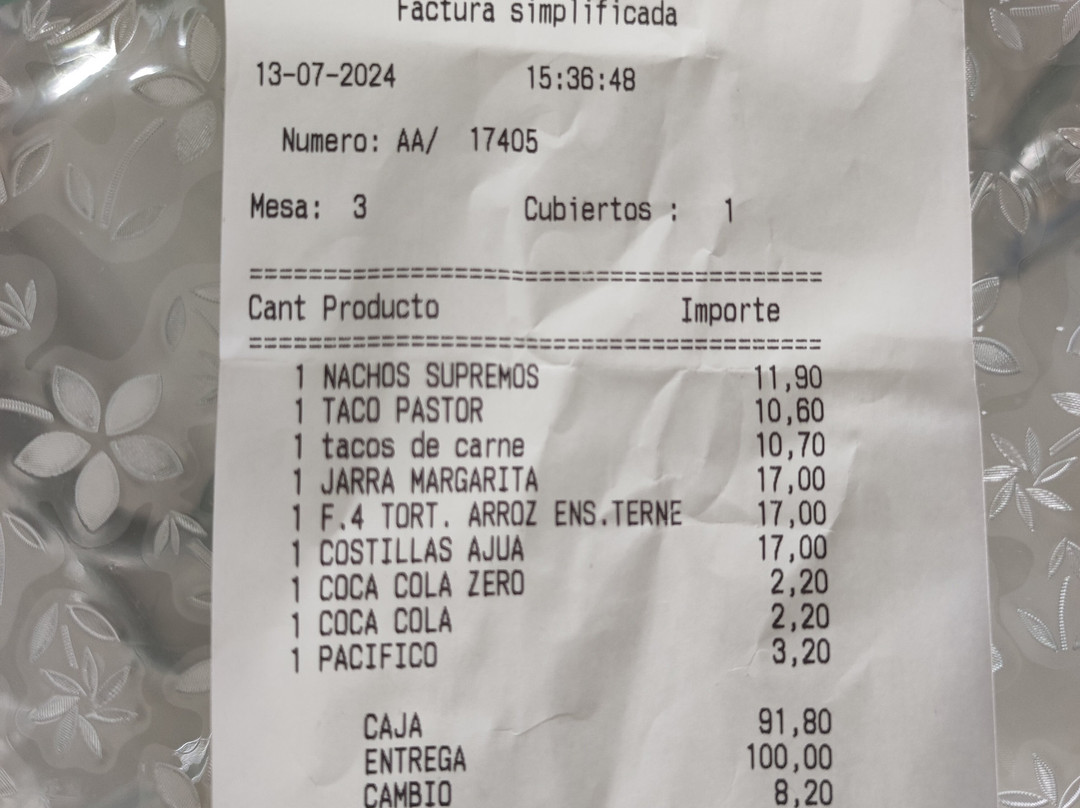 Factura simplificada
13-07-2024 15:36:48
Numero: AA/ 17405
Mesa: 3 Cubiertos : 1
=======================================
Cant Producto Importe
=======================================
1 NACHOS SUPREMOS 11,90
1 TACO PASTOR 10,60
1 tacos de carne 10,70
1 JARRA MARGARITA 17,00
1 F.4 TORT. ARROZ ENS.TERNE 17,00
1 COSTILLAS AJUA 17,00
1 COCA COLA ZERO 2,20
1 COCA COLA 2,20
1 PACIFICO 3,20
CAJA 91,80
ENTREGA 100,00
CAMBIO 8,20